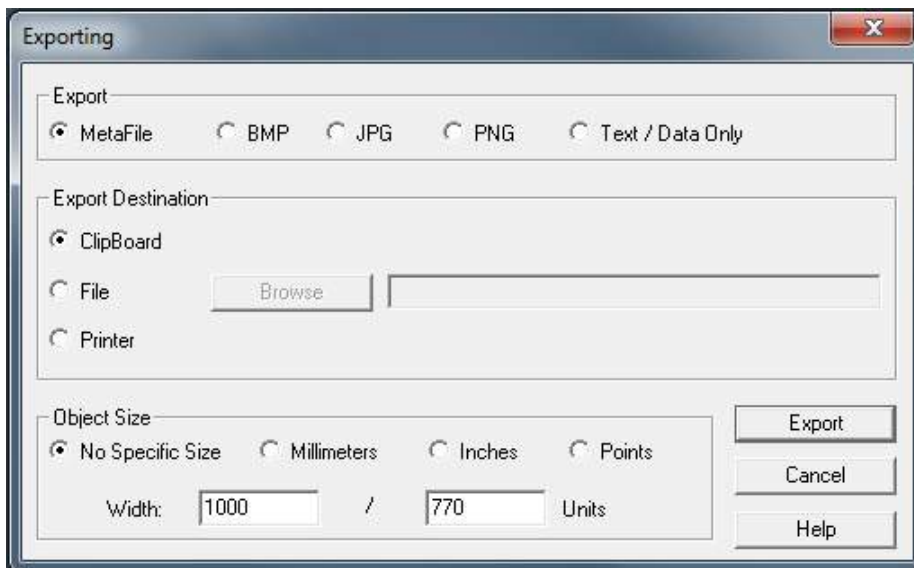 Exporting
Export
MetaFile BMP JPG PNG Text / Data Only
Export Destination
ClipBoard
File Browse
Printer
Object Size
No Specific Size Millimeters Inches Points
Width: 1000 / 770 Units
Export
Cancel
Help